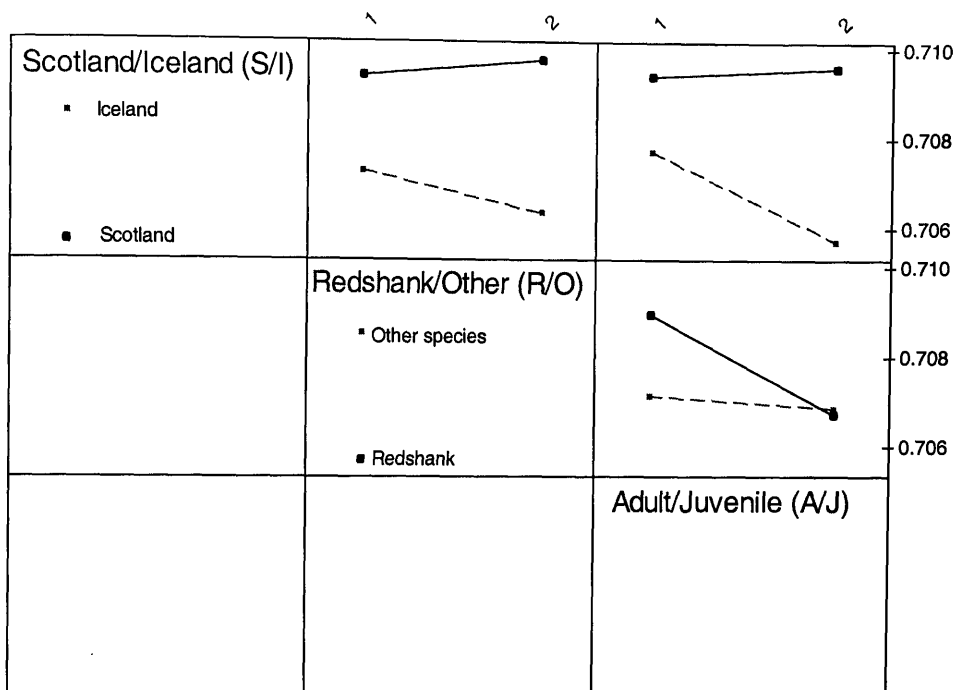 1 2 1 2
Scotland/Iceland (S/I)
Iceland
Scotland
0.710
0.708
0.706
Redshank/Other (R/O)
Other species
Redshank
0.710
0.708
0.706
Adult/Juvenile (A/J)